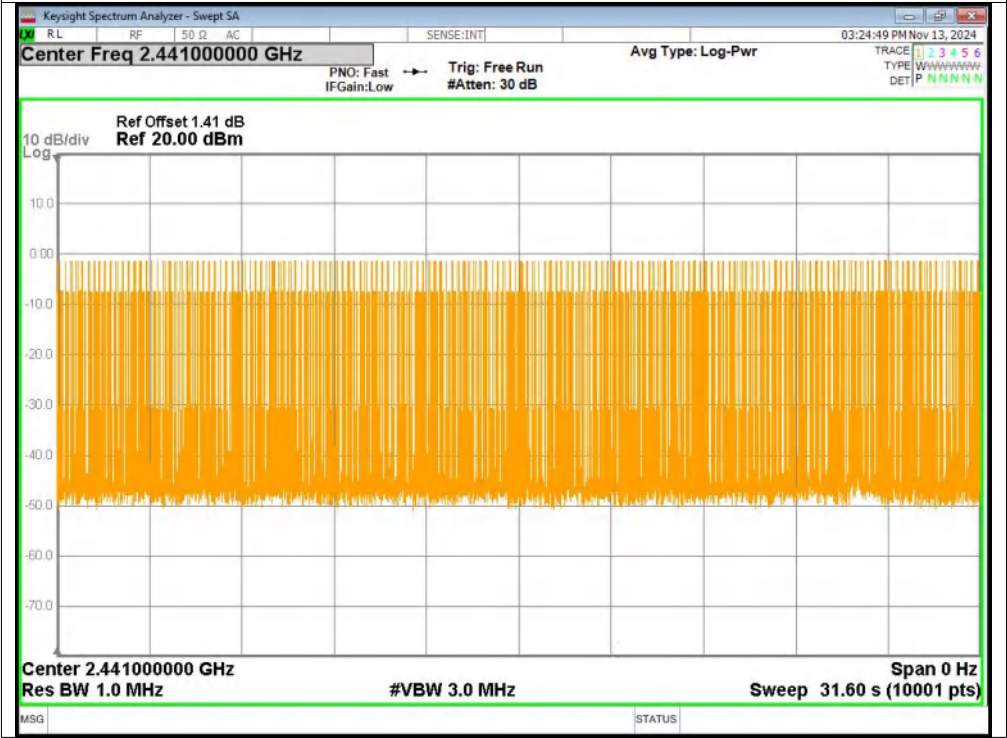 Keysight Spectrum Analyzer - Swept SA
LXI RL RF 50 Ω AC SENSE:INT 03:24:49 PM Nov 13, 2024
Center Freq 2.441000000 GHz Avg Type: Log-Pwr TRACE 1 2 3 4 5 6
PNO: Fast Trig: Free Run TYPE WWWWWW
IFGain:Low #Atten: 30 dB DET P N N N N N
Ref Offset 1.41 dB
10 dB/div Ref 20.00 dBm
Log
10.0
0.00
-10.0
-20.0
-30.0
-40.0
-50.0
-60.0
-70.0
Center 2.441000000 GHz Span 0 Hz
Res BW 1.0 MHz #VBW 3.0 MHz Sweep 31.60 s (10001 pts)
MSG STATUS